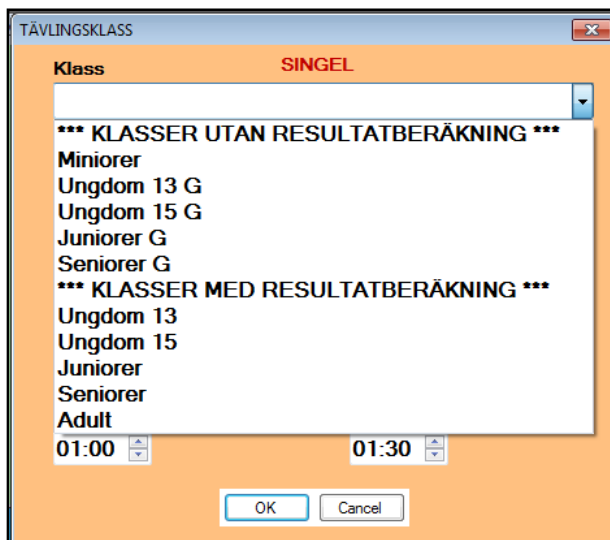 TÄVLINGSKLASS
Klass SINGEL
*** KLASSER UTAN RESULTATBERÄKNING ***
Miniorer
Ungdom 13 G
Ungdom 15 G
Juniorer G
Seniorer G
*** KLASSER MED RESULTATBERÄKNING ***
Ungdom 13
Ungdom 15
Juniorer
Seniorer
Adult
01:00 01:30
OK Cancel